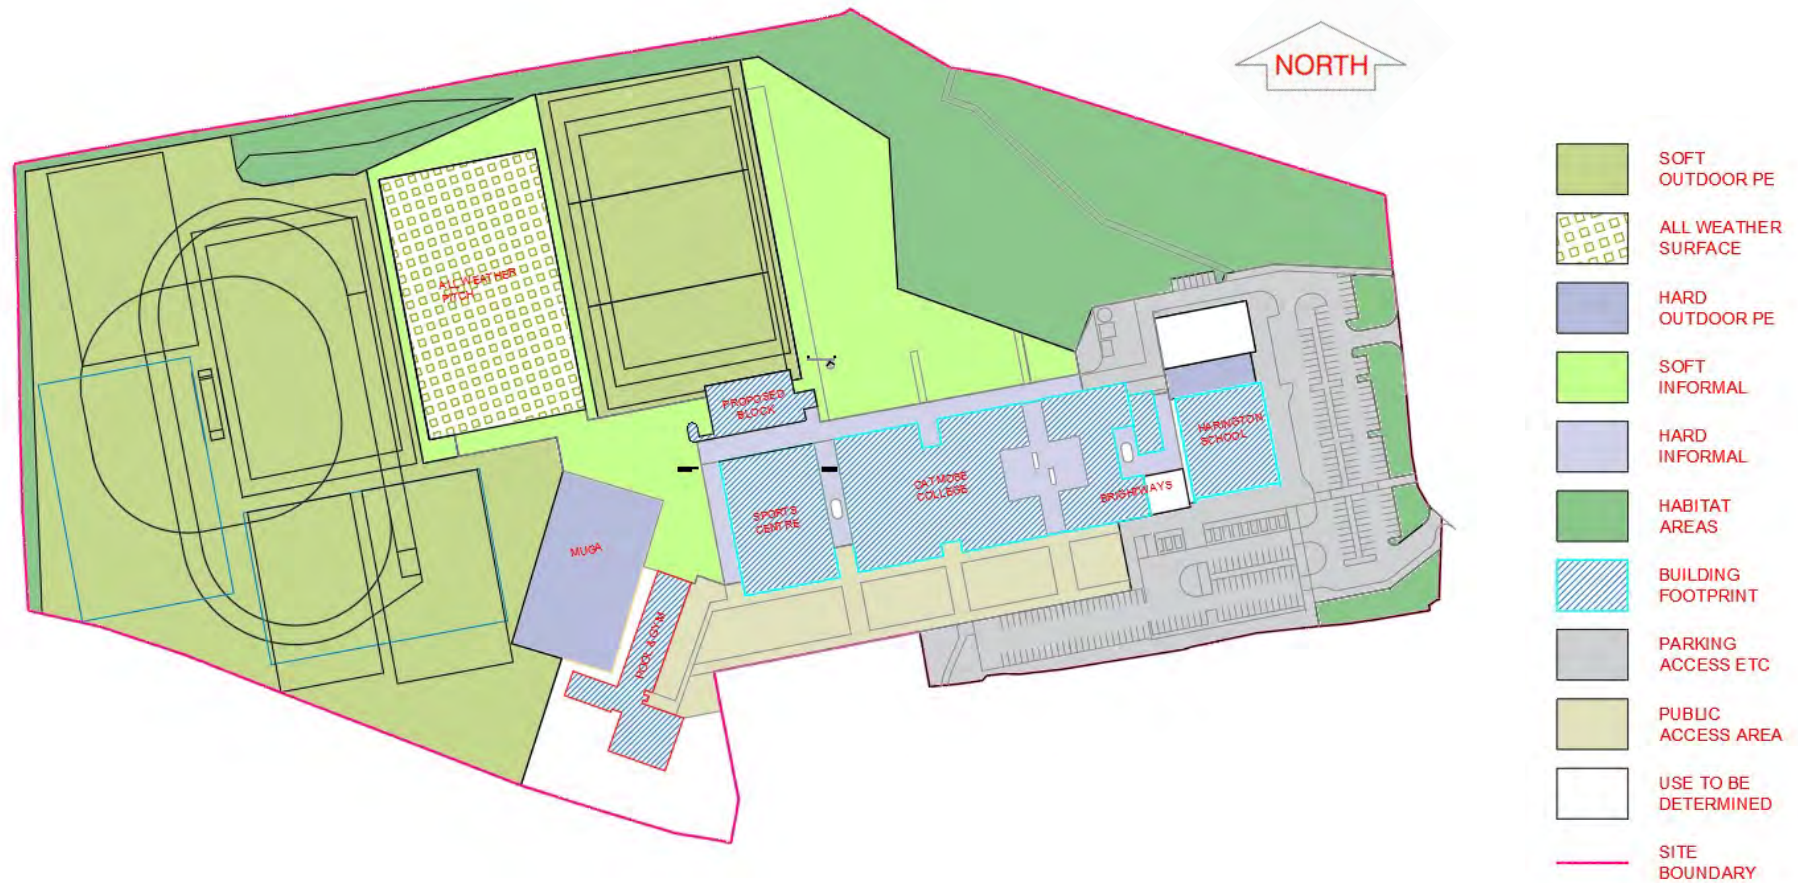 NORTH
ALL WEATHER
PITCH
PROPOSED
BLOCK
HARINGTON
SCHOOL
CATMOSE
COLLEGE
BRIGHTWAYS
SPORTS
CENTRE
MUGA
POOL & GYM
SOFT
OUTDOOR PE
ALL WEATHER
SURFACE
HARD
OUTDOOR PE
SOFT
INFORMAL
HARD
INFORMAL
HABITAT
AREAS
BUILDING
FOOTPRINT
PARKING
ACCESS ETC
PUBLIC
ACCESS AREA
USE TO BE
DETERMINED
SITE
BOUNDARY